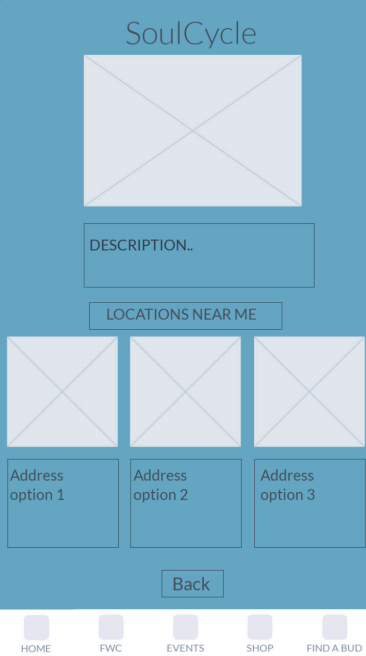 SoulCycle
DESCRIPTION..
LOCATIONS NEAR ME
Address
option 1
Address
option 2
Address
option 3
Back
HOME
FWC
EVENTS
SHOP
FIND A BUD